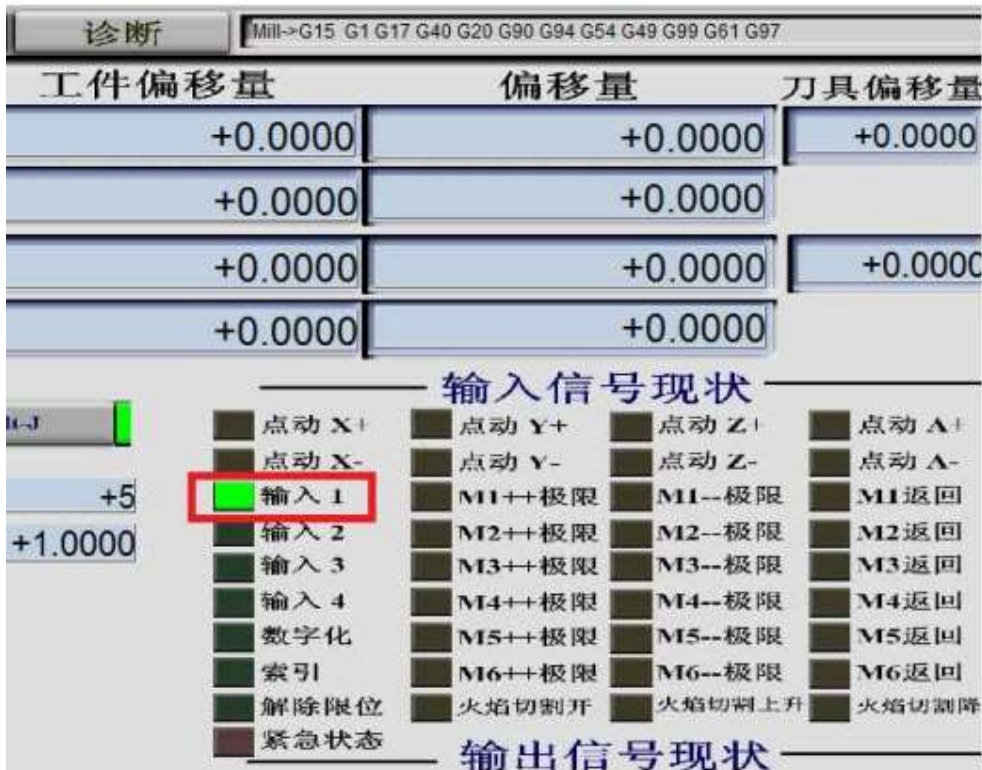 诊断 Mill->G15 G1 G17 G40 G20 G90 G94 G54 G49 G99 G61 G97
工件偏移量 偏移量 刀具偏移量
+0.0000 +0.0000 +0.0000
+0.0000 +0.0000
+0.0000 +0.0000 +0.0000
+0.0000 +0.0000
输入信号现状
点动 X+ 点动 Y+ 点动 Z+ 点动 A+
点动 X- 点动 Y- 点动 Z- 点动 A-
+5 输入 1 M1++极限 M1--极限 M1返回
+1.0000 输入 2 M2++极限 M2--极限 M2返回
输入 3 M3++极限 M3--极限 M3返回
输入 4 M4++极限 M4--极限 M4返回
数字化 M5++极限 M5--极限 M5返回
索引 M6++极限 M6--极限 M6返回
解除限位 火焰切割开 火焰切割上升 火焰切割降
紧急状态
输出信号现状